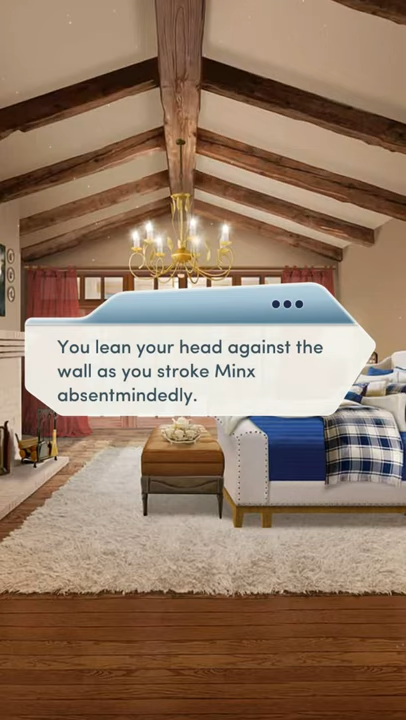 You lean your head against the
wall as you stroke Minx
absentmindedly.